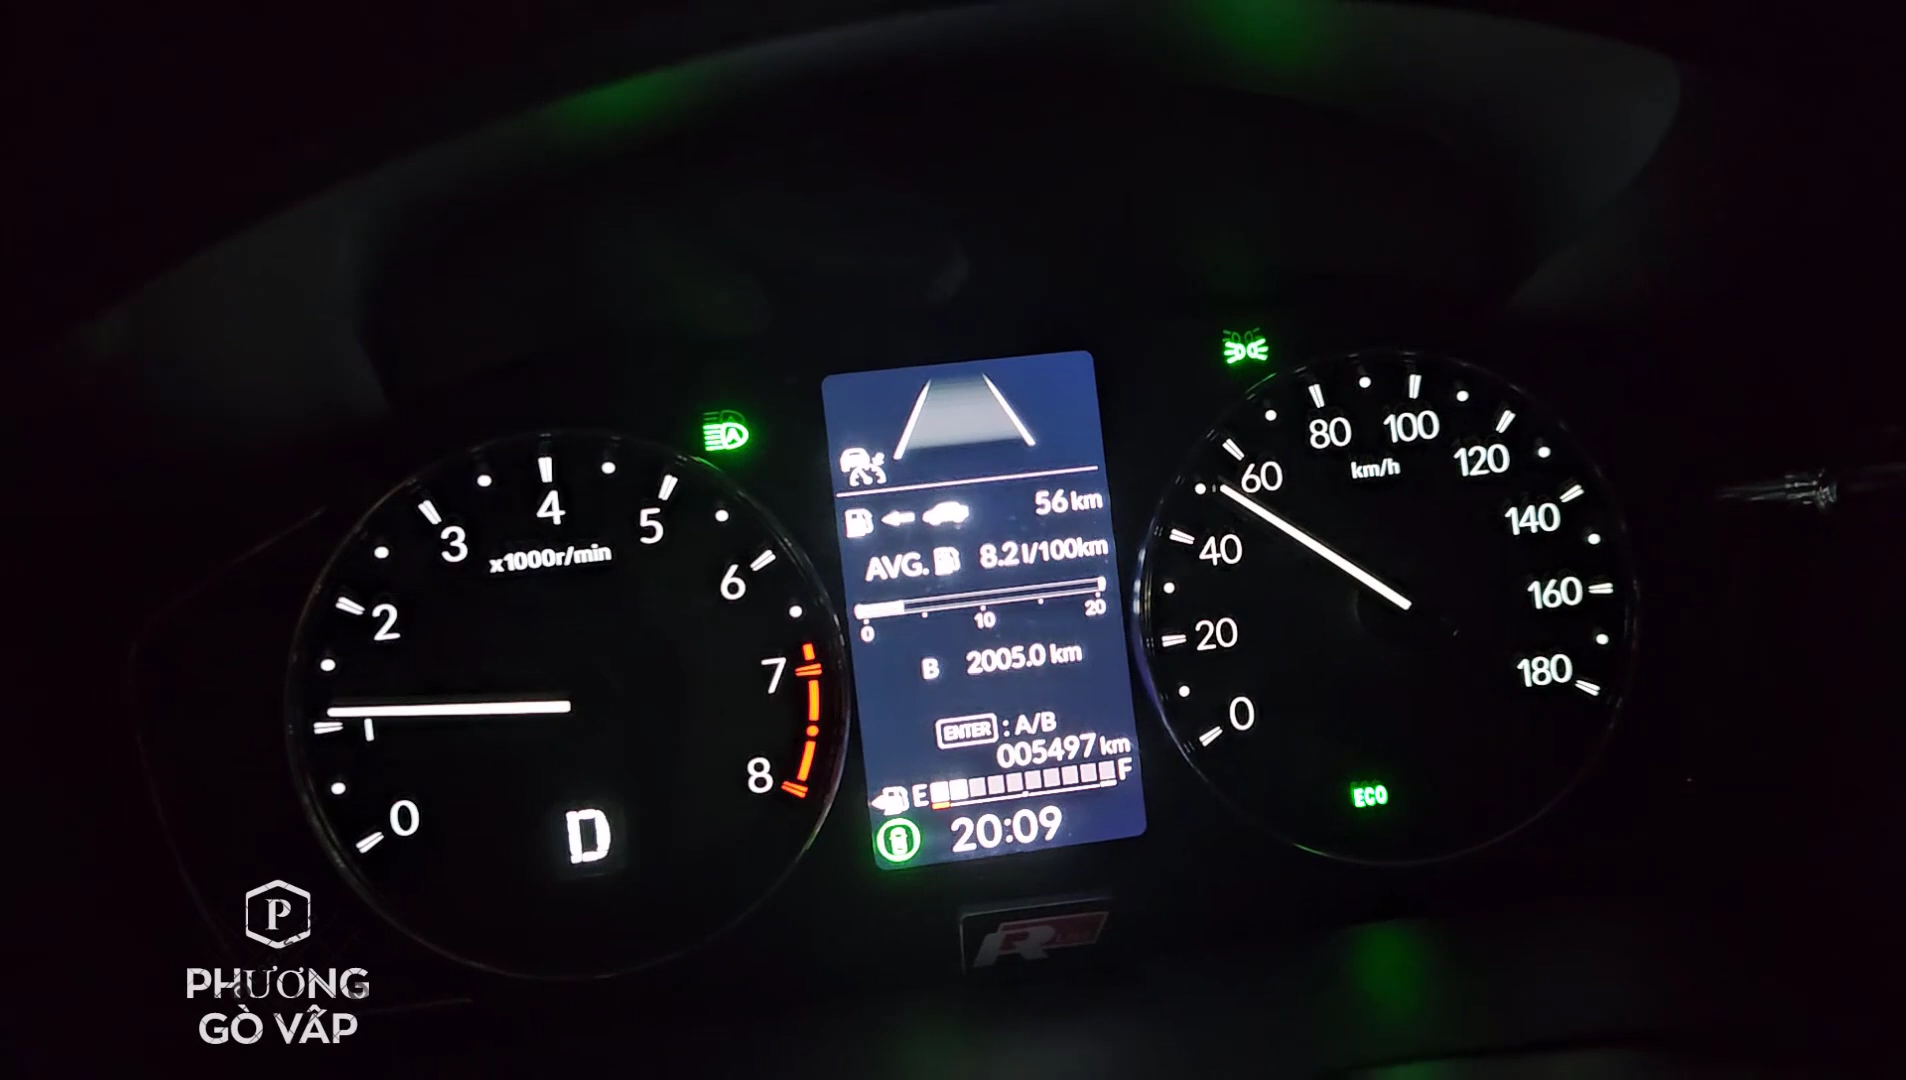 A
80
100
60
km/h
120
40
140
20
160
0
180
ECO
4
3
5
x1000r/min
2
6
1
7
0
8
D
56 km
AVG. 8.2 l/100km
0 10 20
B 2005.0 km
ENTER : A/B
005497 km
E F
20:09
R
P
PHƯƠNG
GÒ VẤP